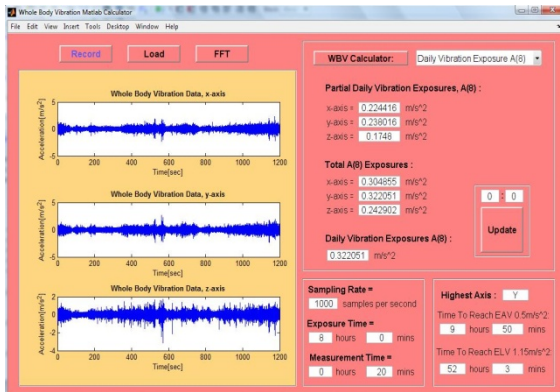 Whole Body Vibration Matlab Calculator
File Edit View Insert Tools Desktop Window Help
Record Load FFT
WBV Calculator: Daily Vibration Exposure A(8)
Whole Body Vibration Data, x-axis
Acceleration[m/s²]
5
0
-5
0 200 400 600 800 1000 1200
Time[sec]
Whole Body Vibration Data, y-axis
Acceleration[m/s²]
5
0
-5
0 200 400 600 800 1000 1200
Time[sec]
Whole Body Vibration Data, z-axis
Acceleration[m/s²]
2
0
-2
-4
0 200 400 600 800 1000 1200
Time[sec]
Partial Daily Vibration Exposures, A(8) :
x-axis = 0.224416 m/s^2
y-axis = 0.238016 m/s^2
z-axis = 0.1748 m/s^2
Total A(8) Exposures :
x-axis = 0.304855 m/s^2
y-axis = 0.322051 m/s^2
z-axis = 0.242902 m/s^2
Daily Vibration Exposures A(8) :
0.322051 m/s^2
0 : 0
Update
Sampling Rate =
1000 samples per second
Exposure Time =
8 hours 0 mins
Measurement Time =
0 hours 20 mins
Highest Axis : Y
Time To Reach EAV 0.5m/s^2:
9 hours 50 mins
Time To Reach ELV 1.15m/s^2:
52 hours 3 mins